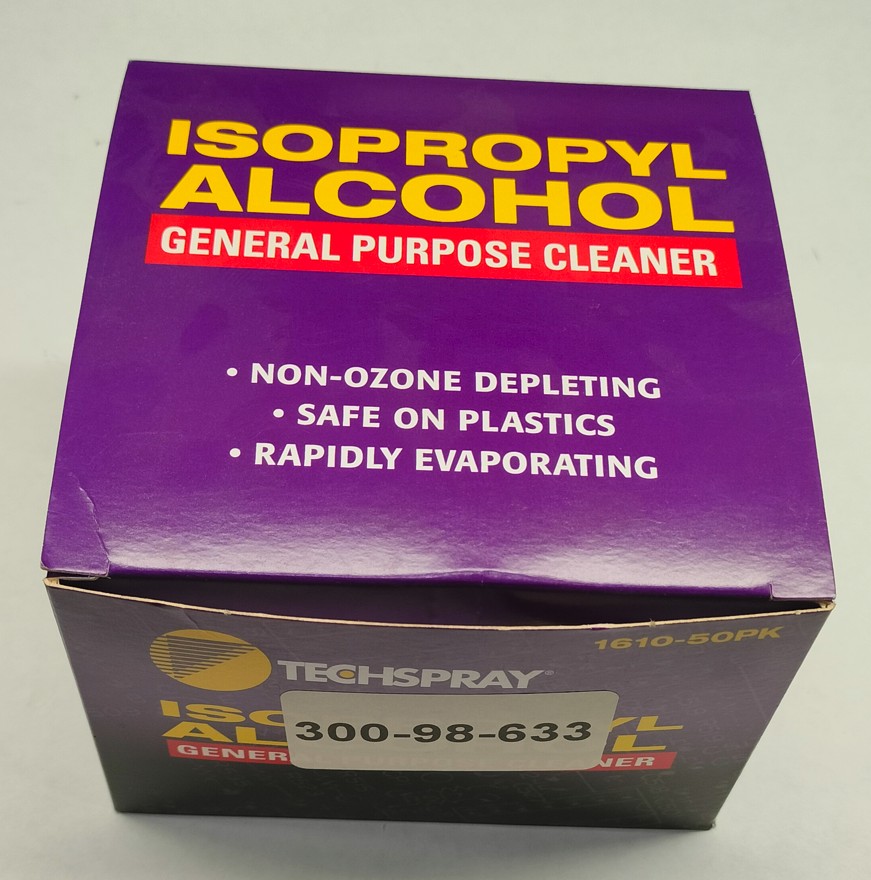 ISOPROPYL
ALCOHOL
GENERAL PURPOSE CLEANER
• NON-OZONE DEPLETING
• SAFE ON PLASTICS
• RAPIDLY EVAPORATING
1610-50PK
TECHSPRAY®
300-98-633